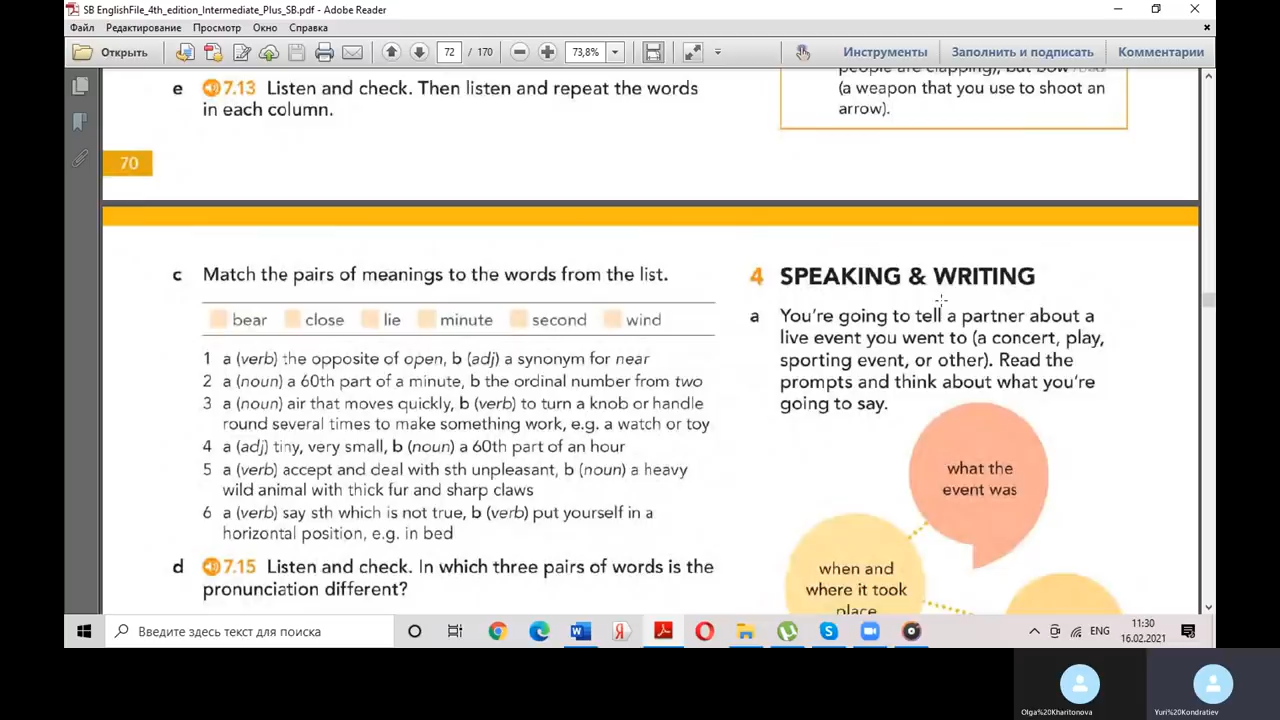 SB EnglishFile_4th_edition_Intermediate_Plus_SB.pdf - Adobe Reader
Файл Редактирование Просмотр Окно Справка
Открыть 72 / 170 73,8% Инструменты Заполнить и подписать Комментарии
e 7.13 Listen and check. Then listen and repeat the words
in each column.
people are clapping), but bow
(a weapon that you use to shoot an
arrow).
70
c Match the pairs of meanings to the words from the list.
bear close lie minute second wind
1 a (verb) the opposite of open, b (adj) a synonym for near
2 a (noun) a 60th part of a minute, b the ordinal number from two
3 a (noun) air that moves quickly, b (verb) to turn a knob or handle
round several times to make something work, e.g. a watch or toy
4 a (adj) tiny, very small, b (noun) a 60th part of an hour
5 a (verb) accept and deal with sth unpleasant, b (noun) a heavy
wild animal with thick fur and sharp claws
6 a (verb) say sth which is not true, b (verb) put yourself in a
horizontal position, e.g. in bed
d 7.15 Listen and check. In which three pairs of words is the
pronunciation different?
4 SPEAKING & WRITING
a You're going to tell a partner about a
live event you went to (a concert, play,
sporting event, or other). Read the
prompts and think about what you're
going to say.
what the
event was
when and
where it took
place
Введите здесь текст для поиска
ENG
11:30
16.02.2021
Olga%20Kharitonova
Yuri%20Kondratiev